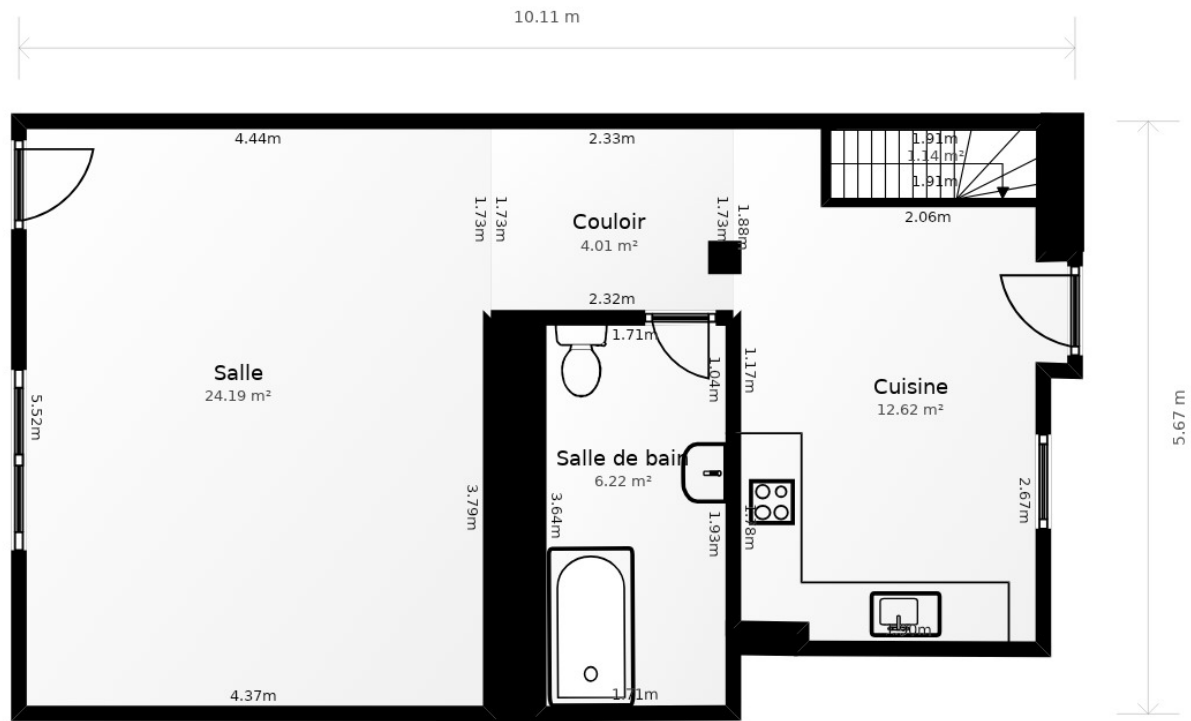 10.11 m
4.44m
2.33m
1.91m
1.14 m²
1.91m
2.06m
1.73m
1.73m
1.73m
1.88m
Couloir
4.01 m²
2.32m
1.71m
1.04m
1.17m
Salle
24.19 m²
Cuisine
12.62 m²
5.52m
5.67 m
Salle de bain
6.22 m²
3.79m
3.64m
1.93m
1.78m
2.67m
4.37m
1.71m